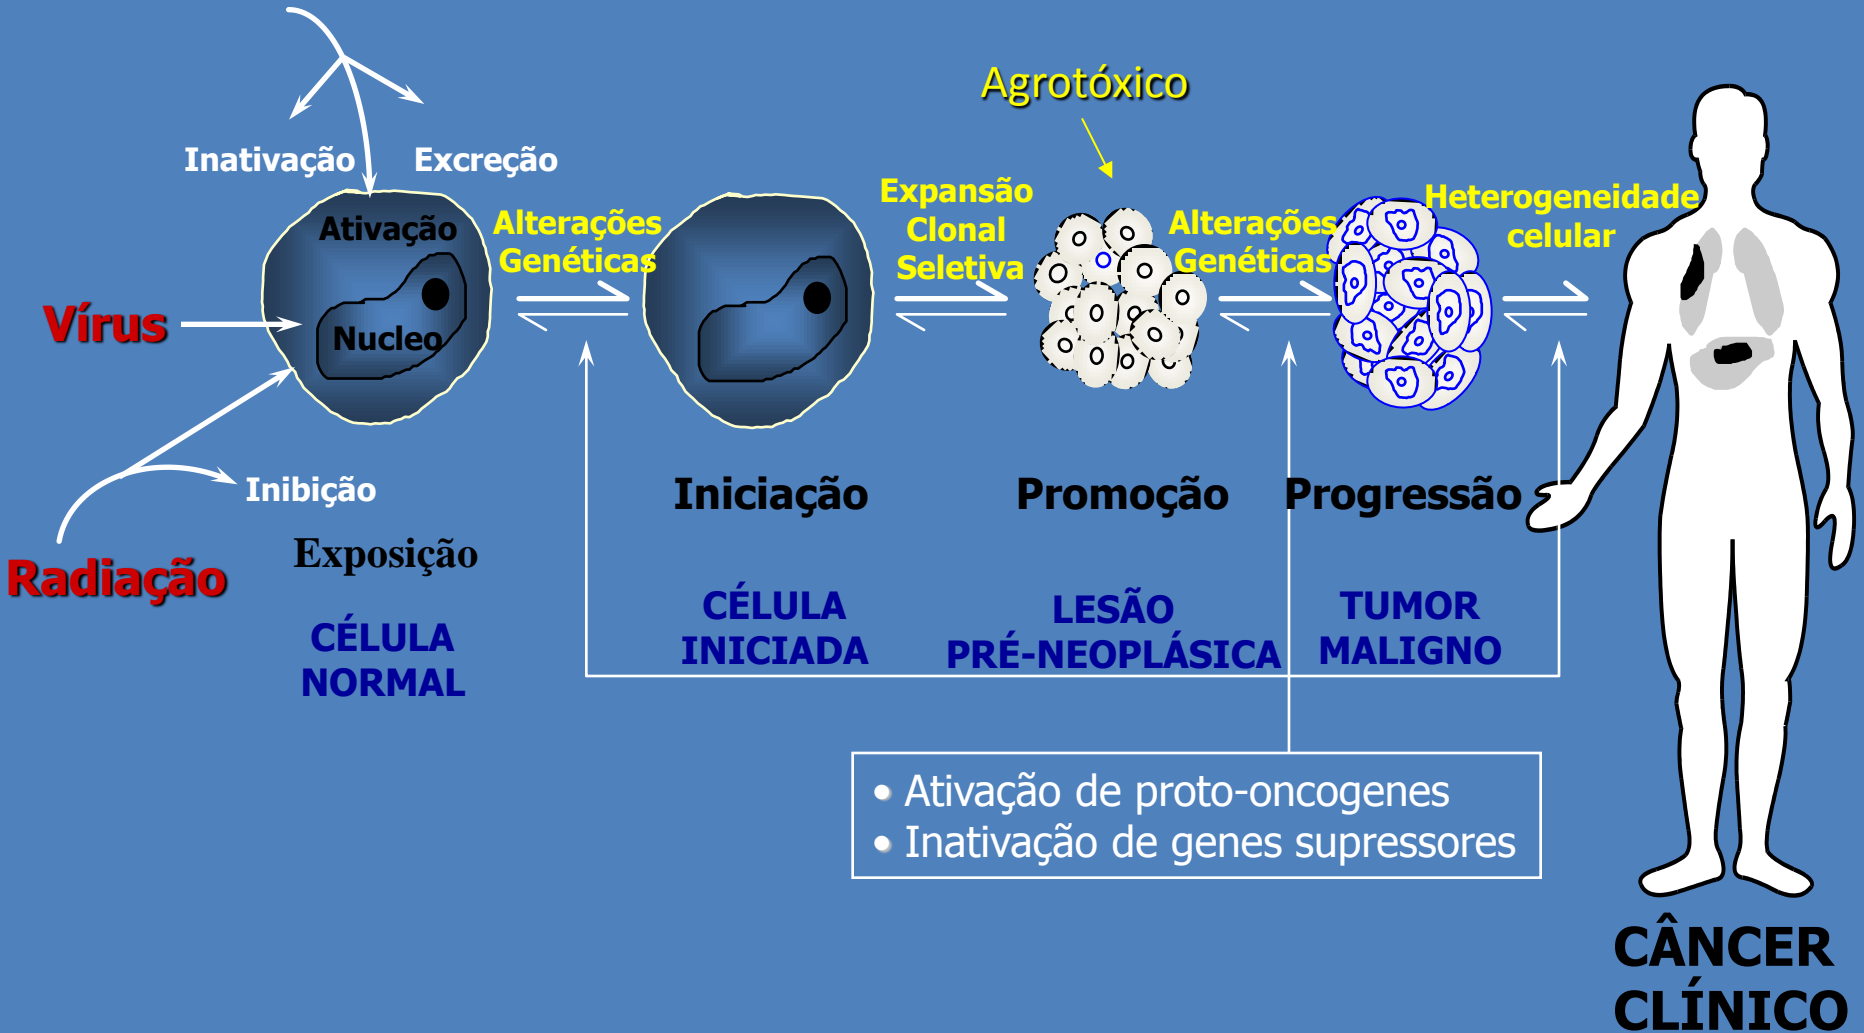 Agrotóxico
Inativação
Excreção
Ativação
Nucleo
Vírus
Alterações
Genéticas
Expansão
Clonal
Seletiva
Alterações
Genéticas
Heterogeneidade
celular
Inibição
Radiação
Exposição
Iniciação
Promoção
Progressão
CÉLULA
NORMAL
CÉLULA
INICIADA
LESÃO
PRÉ-NEOPLÁSICA
TUMOR
MALIGNO
• Ativação de proto-oncogenes
• Inativação de genes supressores
CÂNCER
CLÍNICO